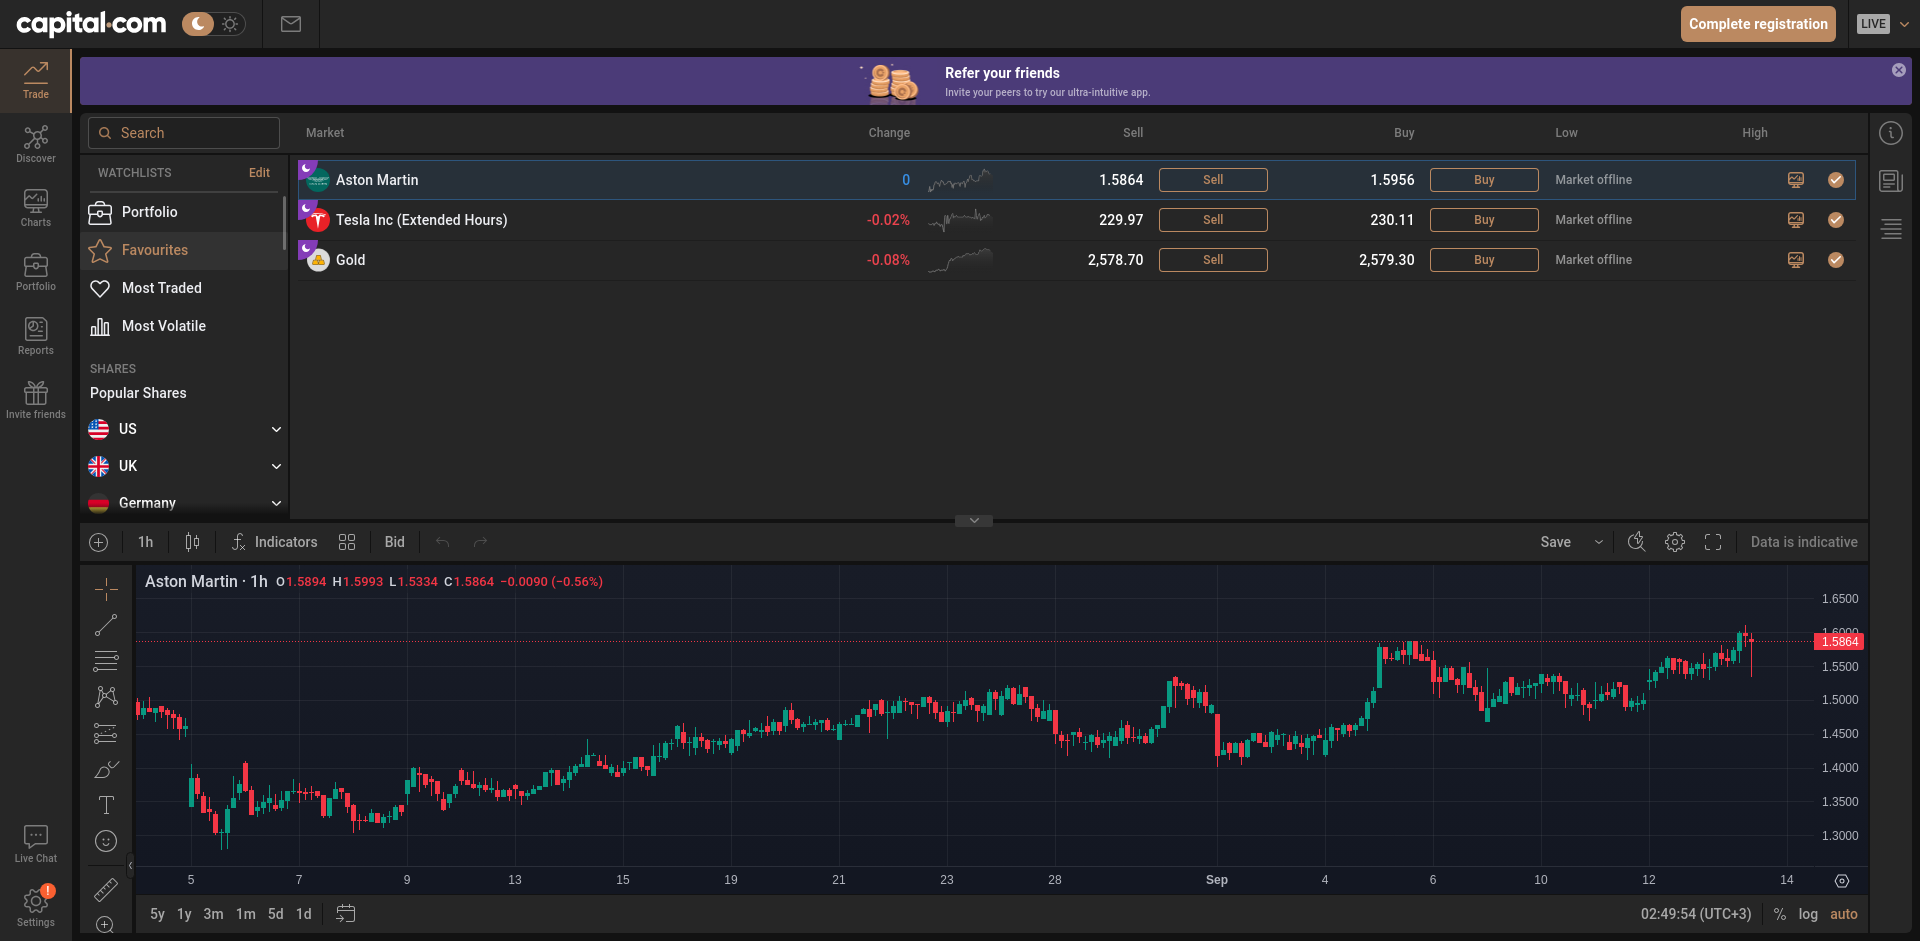 capital.com
Complete registration
LIVE
Trade
Discover
Charts
Portfolio
Reports
Invite friends
Live Chat
!
Settings
Refer your friends
Invite your peers to try our ultra-intuitive app.
Search
Market Change Sell Buy Low High
WATCHLISTS Edit
Portfolio
Favourites
Most Traded
Most Volatile
SHARES
Popular Shares
US
UK
Germany
Aston Martin 0 1.5864 Sell 1.5956 Buy Market offline
Tesla Inc (Extended Hours) -0.02% 229.97 Sell 230.11 Buy Market offline
Gold -0.08% 2,578.70 Sell 2,579.30 Buy Market offline
1h Indicators Bid Save Data is indicative
Aston Martin · 1h O1.5894 H1.5993 L1.5334 C1.5864 −0.0090 (−0.56%)
1.6500
1.6000
1.5864
1.5500
1.5000
1.4500
1.4000
1.3500
1.3000
5 7 9 13 15 19 21 23 28 Sep 4 6 10 12 14
5y 1y 3m 1m 5d 1d 02:49:54 (UTC+3) % log auto